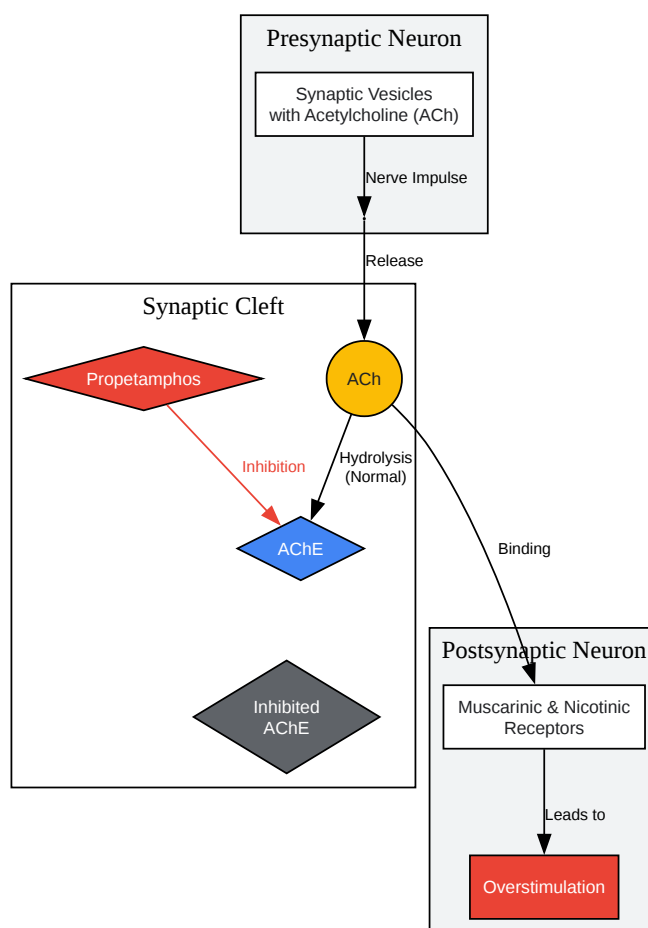 Presynaptic Neuron
Synaptic Vesicles
with Acetylcholine (ACh)
Nerve Impulse
Release
Synaptic Cleft
Propetamphos
ACh
Inhibition
Hydrolysis
(Normal)
AChE
Binding
Inhibited
AChE
Postsynaptic Neuron
Muscarinic & Nicotinic
Receptors
Leads to
Overstimulation